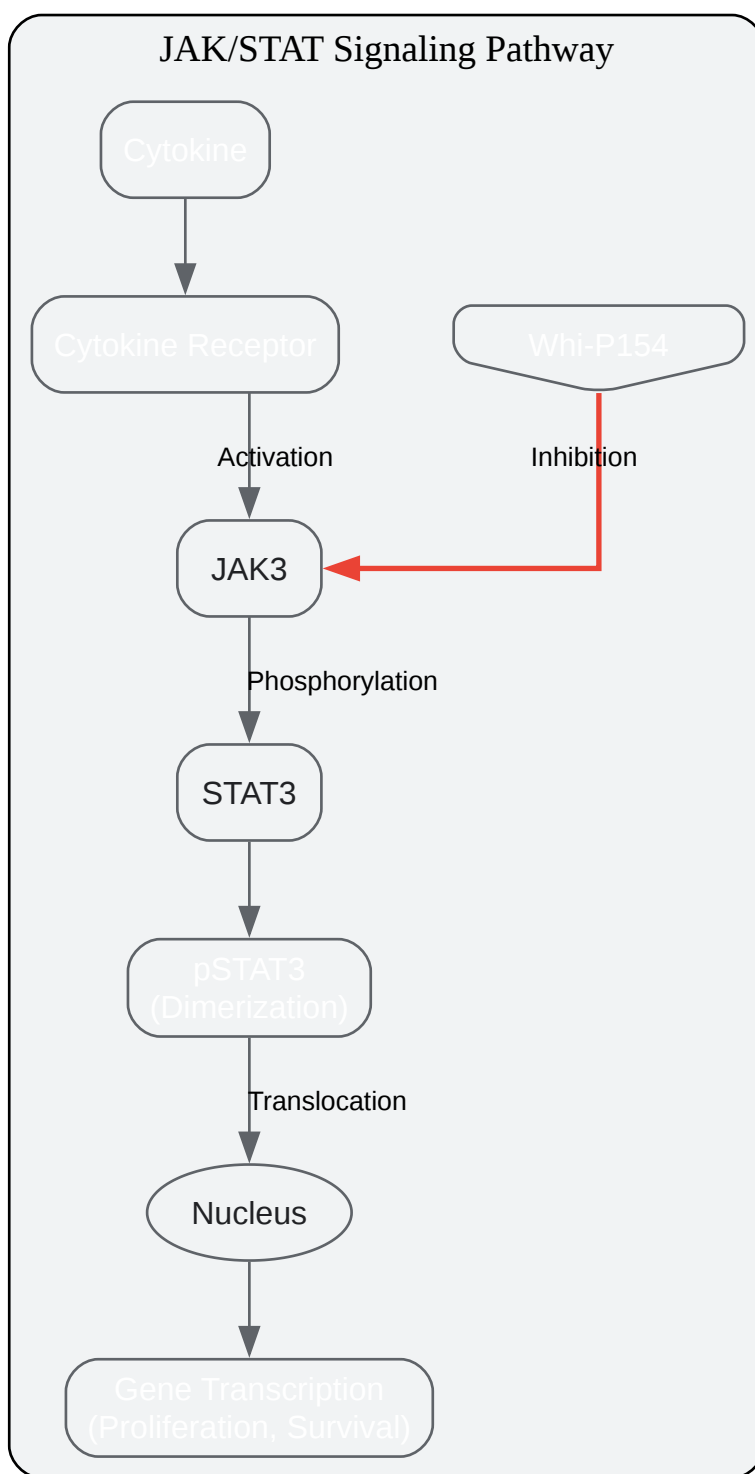 JAK/STAT Signaling Pathway
Cytokine
Cytokine Receptor
Whi-P154
Activation
Inhibition
JAK3
Phosphorylation
STAT3
pSTAT3
(Dimerization)
Translocation
Nucleus
Gene Transcription
(Proliferation, Survival)